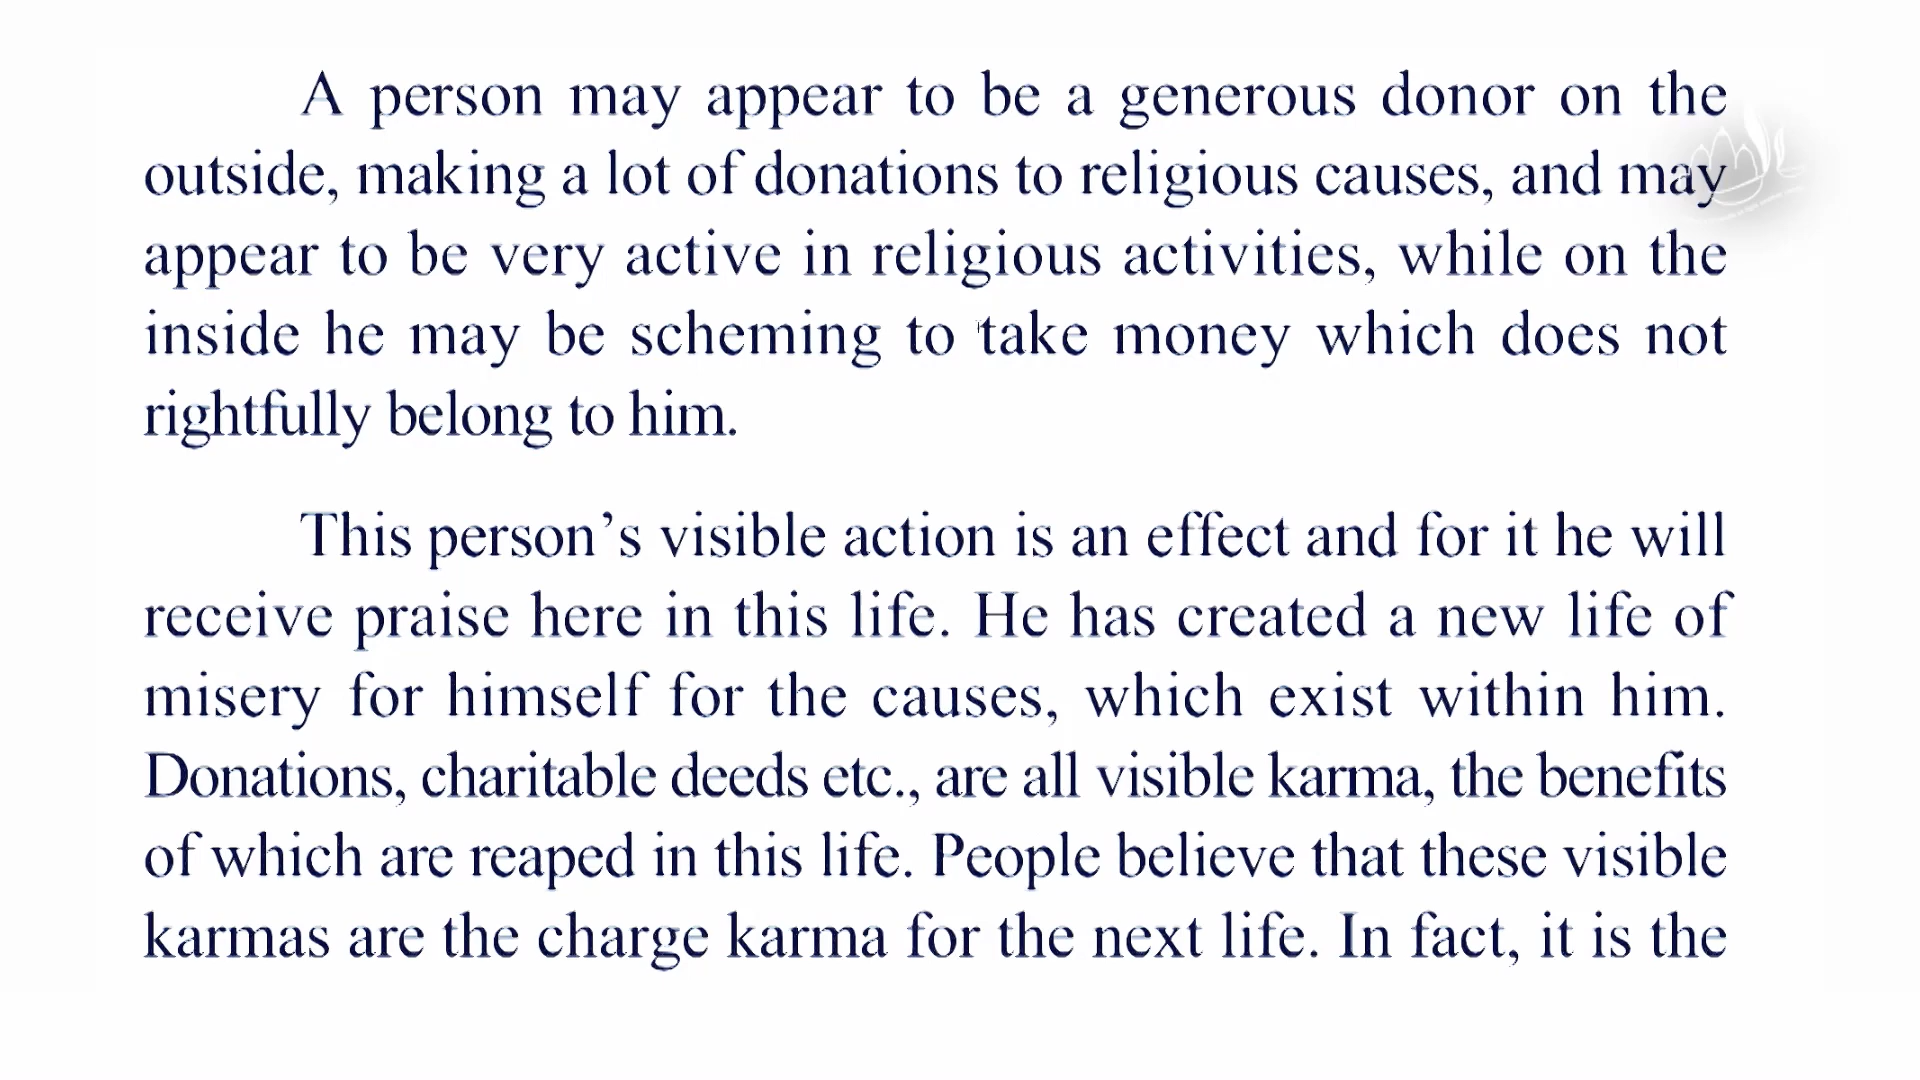 A person may appear to be a generous donor on the
outside, making a lot of donations to religious causes, and may
appear to be very active in religious activities, while on the
inside he may be scheming to take money which does not
rightfully belong to him.
This person’s visible action is an effect and for it he will
receive praise here in this life. He has created a new life of
misery for himself for the causes, which exist within him.
Donations, charitable deeds etc., are all visible karma, the benefits
of which are reaped in this life. People believe that these visible
karmas are the charge karma for the next life. In fact, it is the